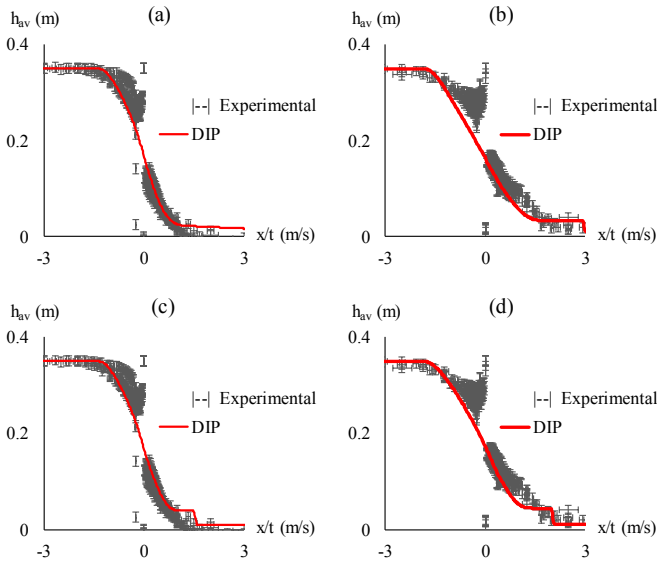 h_av (m) (a)
0.4
|--| Experimental
DIP
0.2
0
-3 0 x/t (m/s) 3
h_av (m) (b)
0.4
|--| Experimental
DIP
0.2
0
-3 0 x/t (m/s) 3
h_av (m) (c)
0.4
|--| Experimental
DIP
0.2
0
-3 0 x/t (m/s) 3
h_av (m) (d)
0.4
|--| Experimental
DIP
0.2
0
-3 0 x/t (m/s) 3